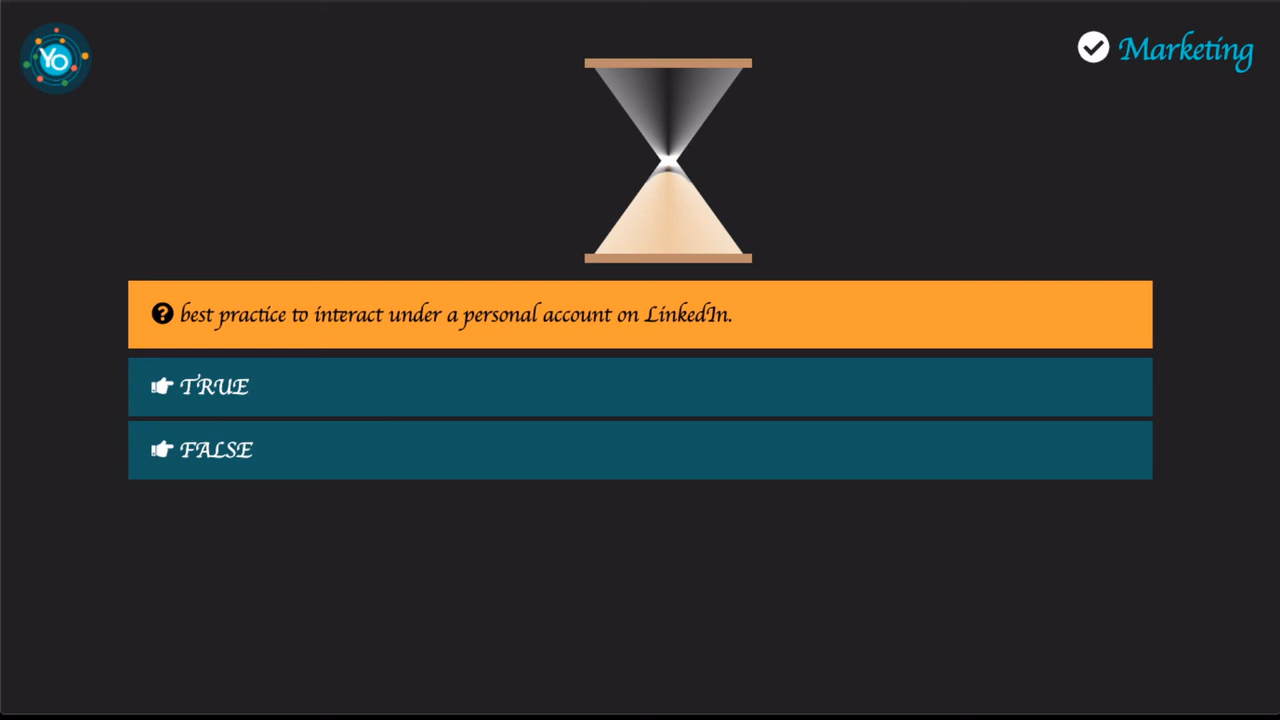 YO
Marketing
best practice to interact under a personal account on LinkedIn.
TRUE
FALSE